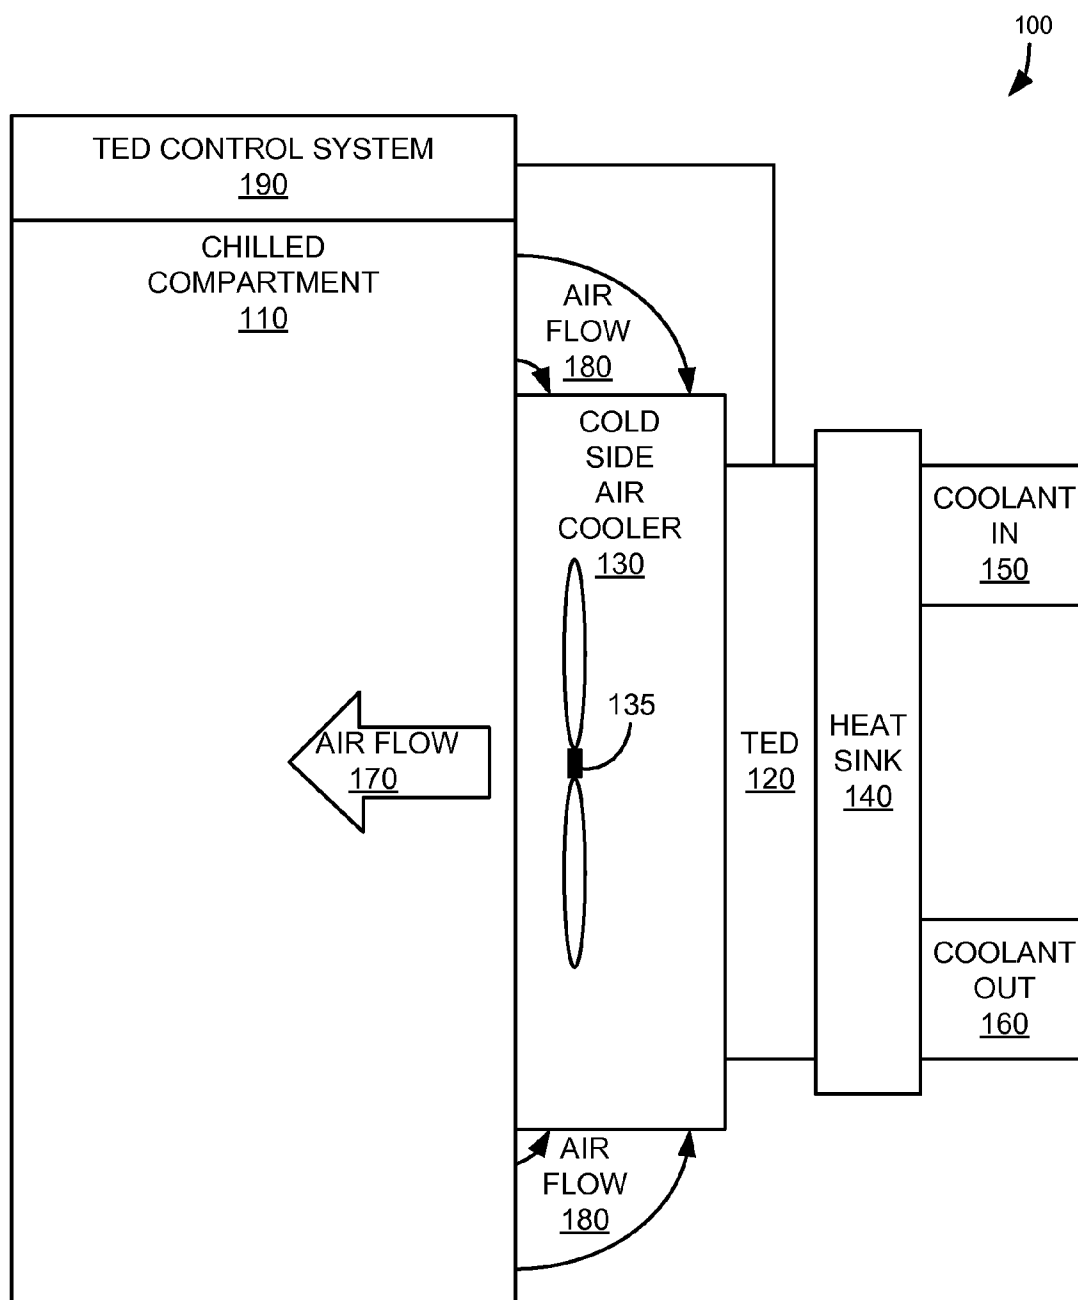 100
TED CONTROL SYSTEM
190
CHILLED
COMPARTMENT
110
AIR
FLOW
180
COLD
SIDE
AIR
COOLER
130
135
AIR FLOW
170
TED
120
HEAT
SINK
140
COOLANT
IN
150
COOLANT
OUT
160
AIR
FLOW
180